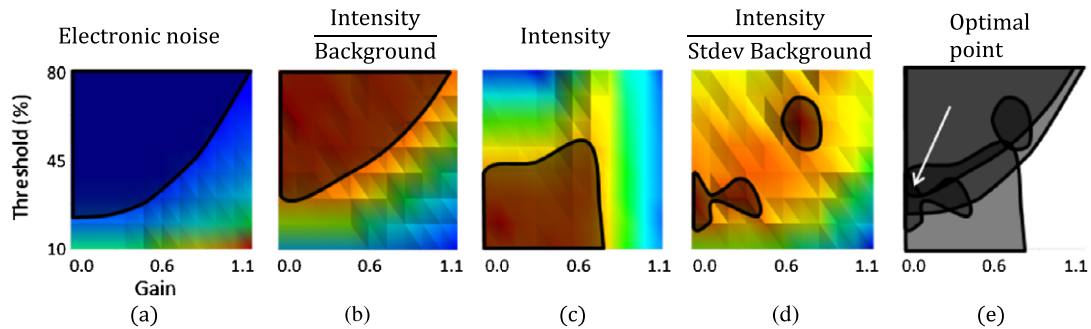 Electronic noise
Intensity
Background
Intensity
Intensity
Stdev Background
Optimal
point
Threshold (%)
80
45
10
0.0 0.6 1.1
0.0 0.6 1.1
0.0 0.6 1.1
0.0 0.6 1.1
0.0 0.6 1.1
Gain
(a) (b) (c) (d) (e)